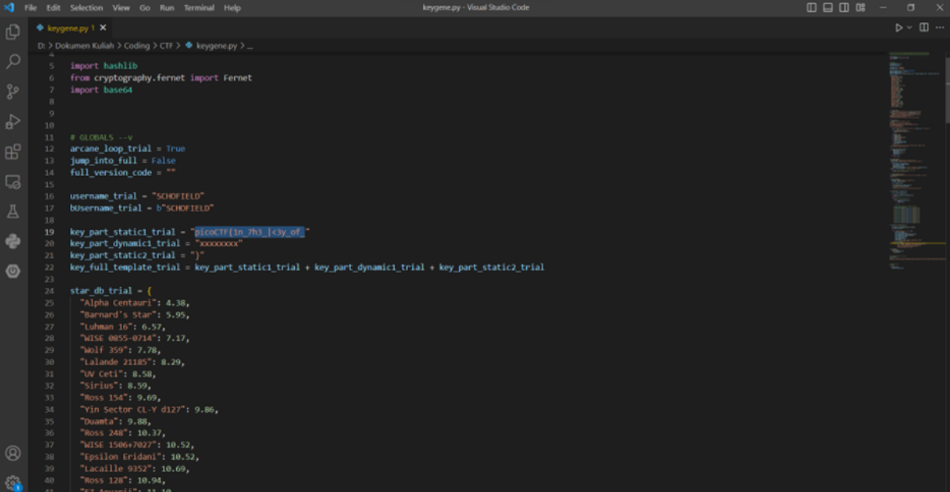 File Edit Selection View Go Run Terminal Help
keygene.py - Visual Studio Code
keygene.py 1
D: > Dokumen Kuliah > Coding > CTF > keygene.py > ...
5 import hashlib
6 from cryptography.fernet import Fernet
7 import base64
8
9
10
11 # GLOBALS --v
12 arcane_loop_trial = True
13 jump_into_full = False
14 full_version_code = ""
15
16 username_trial = "SCHOFIELD"
17 bUsername_trial = b"SCHOFIELD"
18
19 key_part_static1_trial = "picoCTF{1n_7h3_|<3y_of_"
20 key_part_dynamic1_trial = "xxxxxxxx"
21 key_part_static2_trial = "}"
22 key_full_template_trial = key_part_static1_trial + key_part_dynamic1_trial + key_part_static2_trial
23
24 star_db_trial = {
25 "Alpha Centauri": 4.38,
26 "Barnard's Star": 5.95,
27 "Luhman 16": 6.57,
28 "WISE 0855-0714": 7.17,
29 "Wolf 359": 7.78,
30 "Lalande 21185": 8.29,
31 "UV Ceti": 8.58,
32 "Sirius": 8.59,
33 "Ross 154": 9.69,
34 "Yin Sector CL-Y d127": 9.86,
35 "Duamta": 9.88,
36 "Ross 248": 10.37,
37 "WISE 1506+7027": 10.52,
38 "Epsilon Eridani": 10.52,
39 "Lacaille 9352": 10.69,
40 "Ross 128": 10.94,